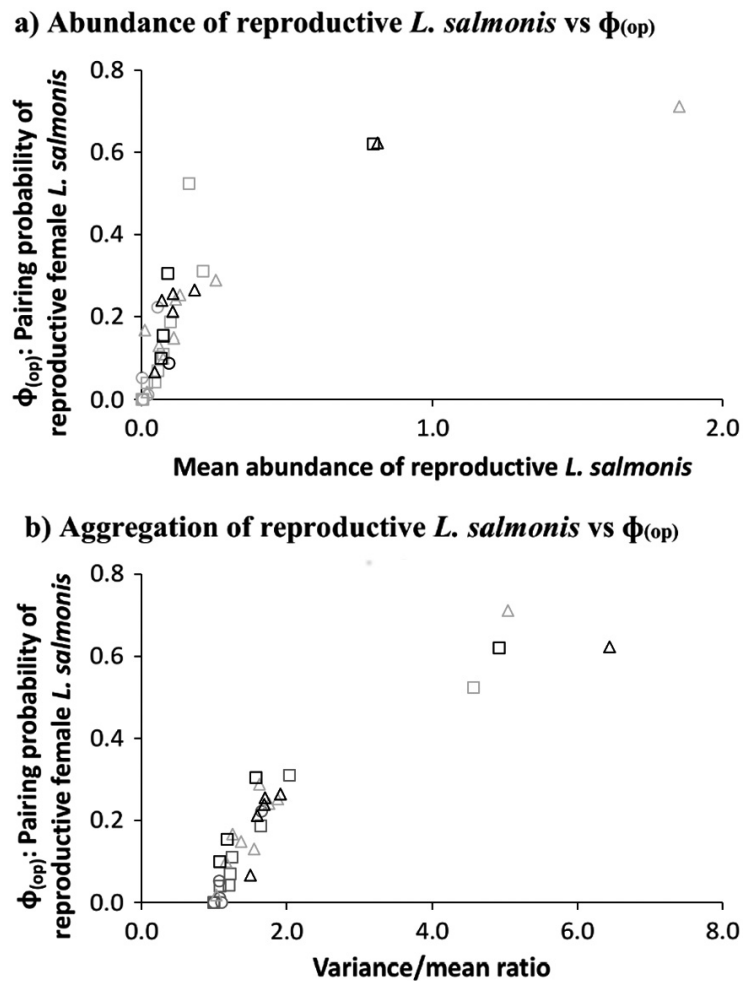 a) Abundance of reproductive L. salmonis vs ϕ(op)
ϕ(op): Pairing probability of
reproductive female L. salmonis
0.8
0.6
0.4
0.2
0.0
0.0 1.0 2.0
Mean abundance of reproductive L. salmonis
b) Aggregation of reproductive L. salmonis vs ϕ(op)
ϕ(op): Pairing probability of
reproductive female L. salmonis
0.8
0.6
0.4
0.2
0.0
0.0 2.0 4.0 6.0 8.0
Variance/mean ratio